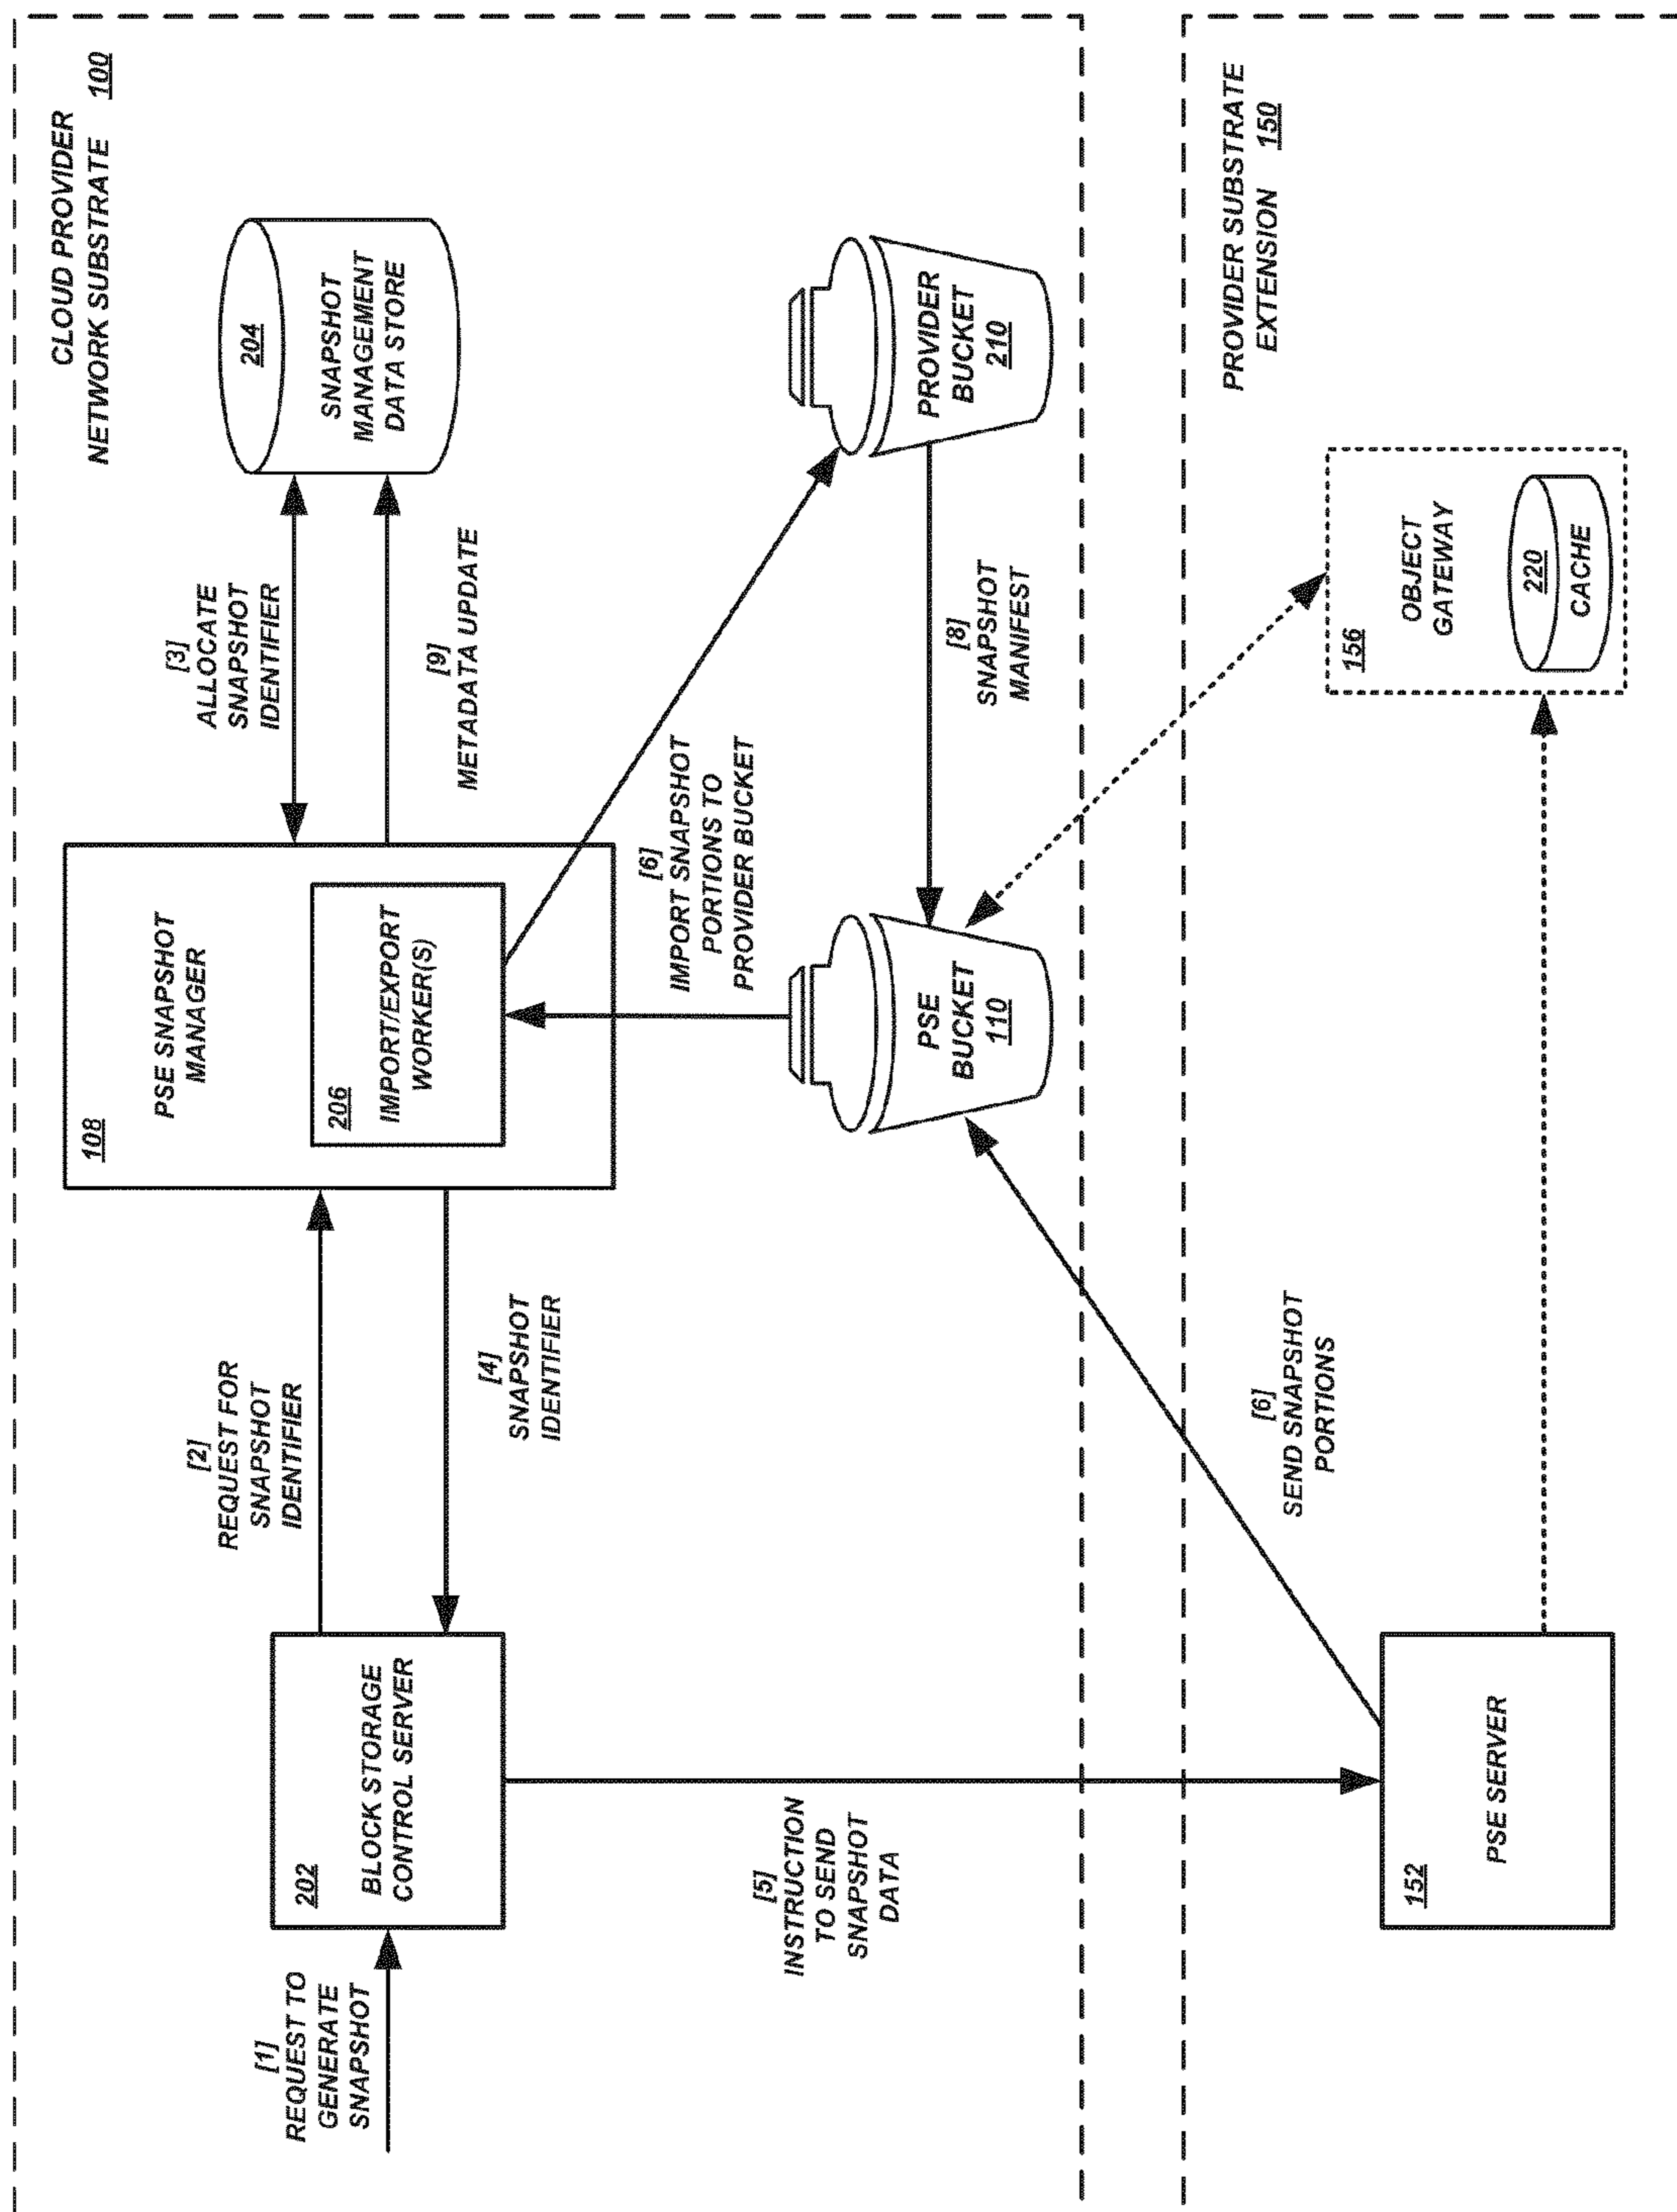 CLOUD PROVIDER
NETWORK SUBSTRATE 100
[1]
REQUEST TO
GENERATE
SNAPSHOT
202
BLOCK STORAGE
CONTROL SERVER
[2]
REQUEST FOR
SNAPSHOT
IDENTIFIER
[4]
SNAPSHOT
IDENTIFIER
108
PSE SNAPSHOT
MANAGER
206
IMPORT/EXPORT
WORKER(S)
[3]
ALLOCATE
SNAPSHOT
IDENTIFIER
[9]
METADATA UPDATE
204
SNAPSHOT
MANAGEMENT
DATA STORE
[5]
INSTRUCTION
TO SEND
SNAPSHOT
DATA
[6]
IMPORT SNAPSHOT
PORTIONS TO
PROVIDER BUCKET
PSE
BUCKET
110
[8]
SNAPSHOT
MANIFEST
PROVIDER
BUCKET
210
PROVIDER SUBSTRATE
EXTENSION 150
[6]
SEND SNAPSHOT
PORTIONS
152
PSE SERVER
156
OBJECT
GATEWAY
220
CACHE